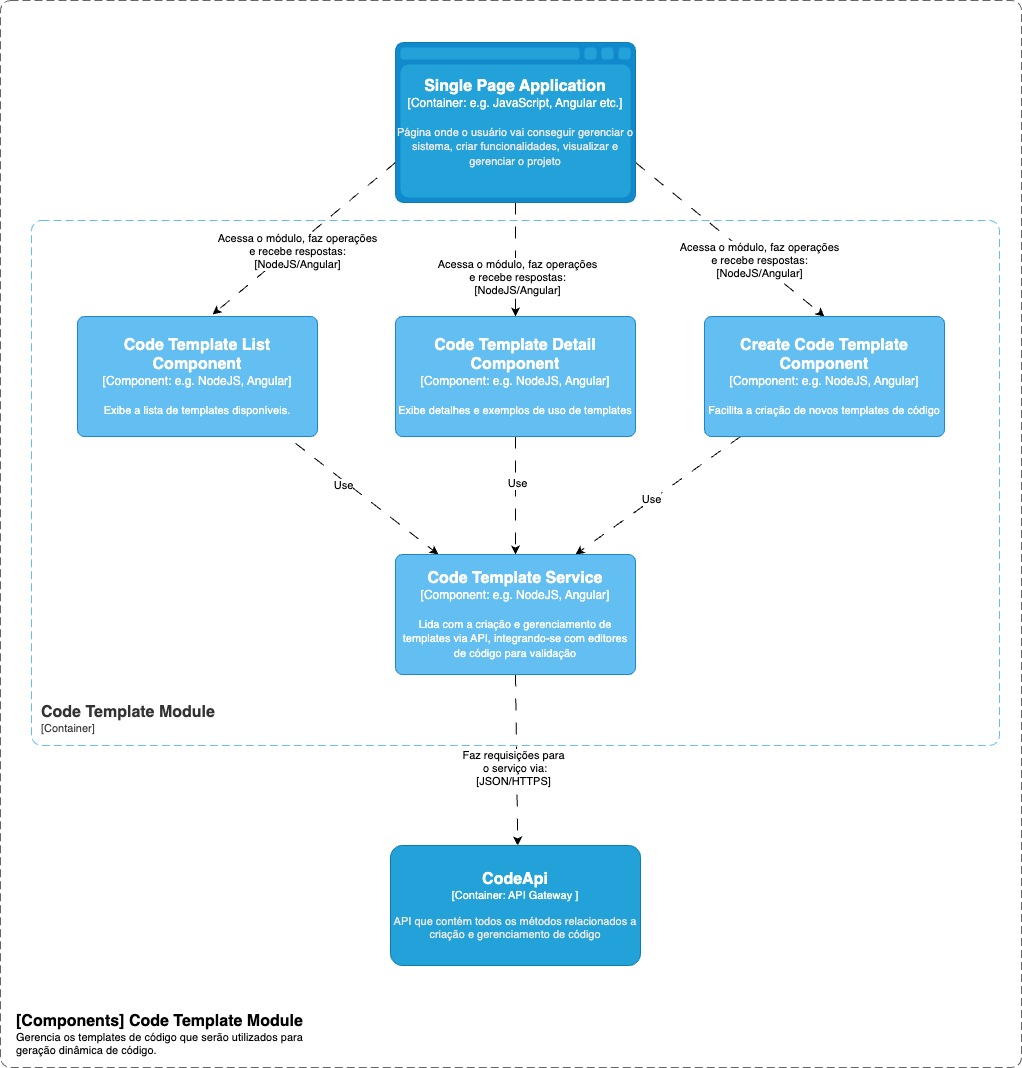 Single Page Application
[Container: e.g. JavaScript, Angular etc.]
Página onde o usuário vai conseguir gerenciar o
sistema, criar funcionalidades, visualizar e
gerenciar o projeto
Acessa o módulo, faz operações
e recebe respostas:
[NodeJS/Angular]
Acessa o módulo, faz operações
e recebe respostas:
[NodeJS/Angular]
Acessa o módulo, faz operações
e recebe respostas:
[NodeJS/Angular]
Code Template List
Component
[Component: e.g. NodeJS, Angular]
Exibe a lista de templates disponíveis.
Code Template Detail
Component
[Component: e.g. NodeJS, Angular]
Exibe detalhes e exemplos de uso de templates
Create Code Template
Component
[Component: e.g. NodeJS, Angular]
Facilita a criação de novos templates de código
Use
Use
Use
Code Template Service
[Component: e.g. NodeJS, Angular]
Lida com a criação e gerenciamento de
templates via API, integrando-se com editores
de código para validação
Code Template Module
[Container]
Faz requisições para
o serviço via:
[JSON/HTTPS]
CodeApi
[Container: API Gateway ]
API que contém todos os métodos relacionados a
criação e gerenciamento de código
[Components] Code Template Module
Gerencia os templates de código que serão utilizados para
geração dinâmica de código.